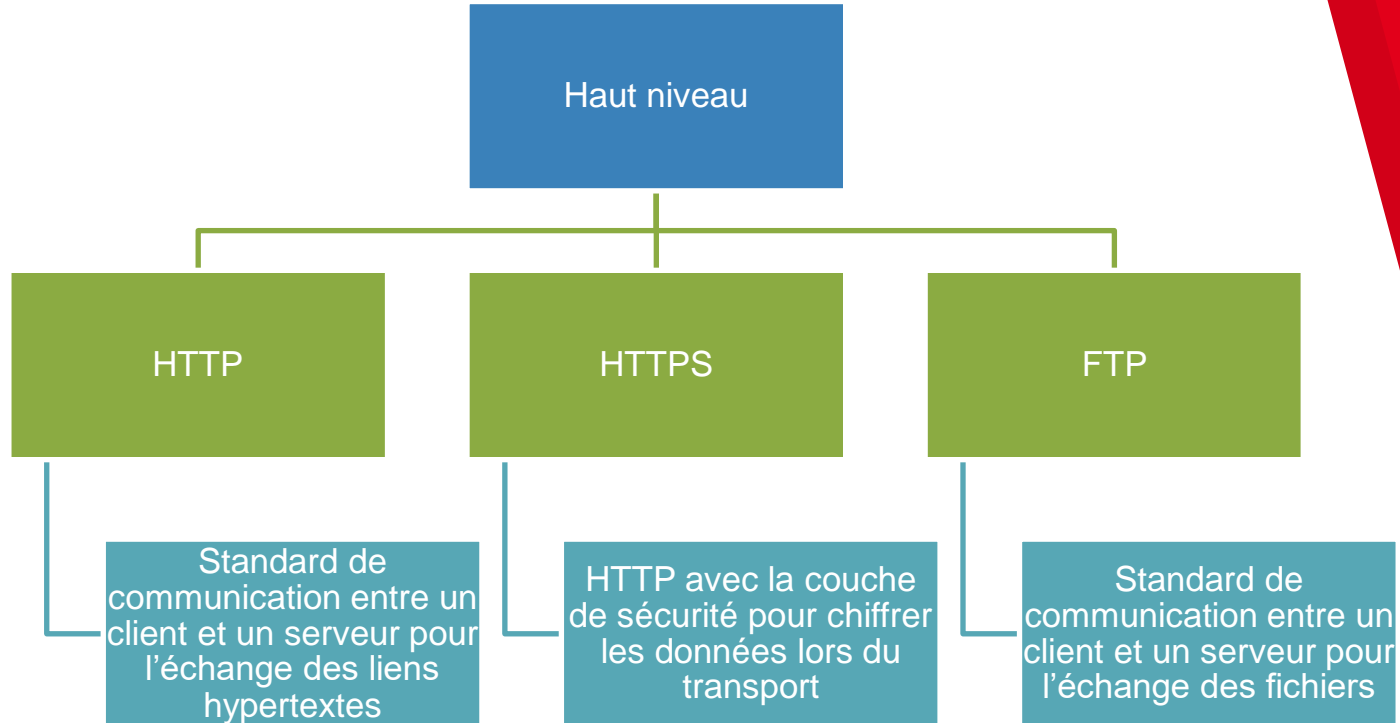 Haut niveau
HTTP
HTTPS
FTP
Standard de
communication entre un
client et un serveur pour
l’échange des liens
hypertextes
HTTP avec la couche
de sécurité pour chiffrer
les données lors du
transport
Standard de
communication entre un
client et un serveur pour
l’échange des fichiers